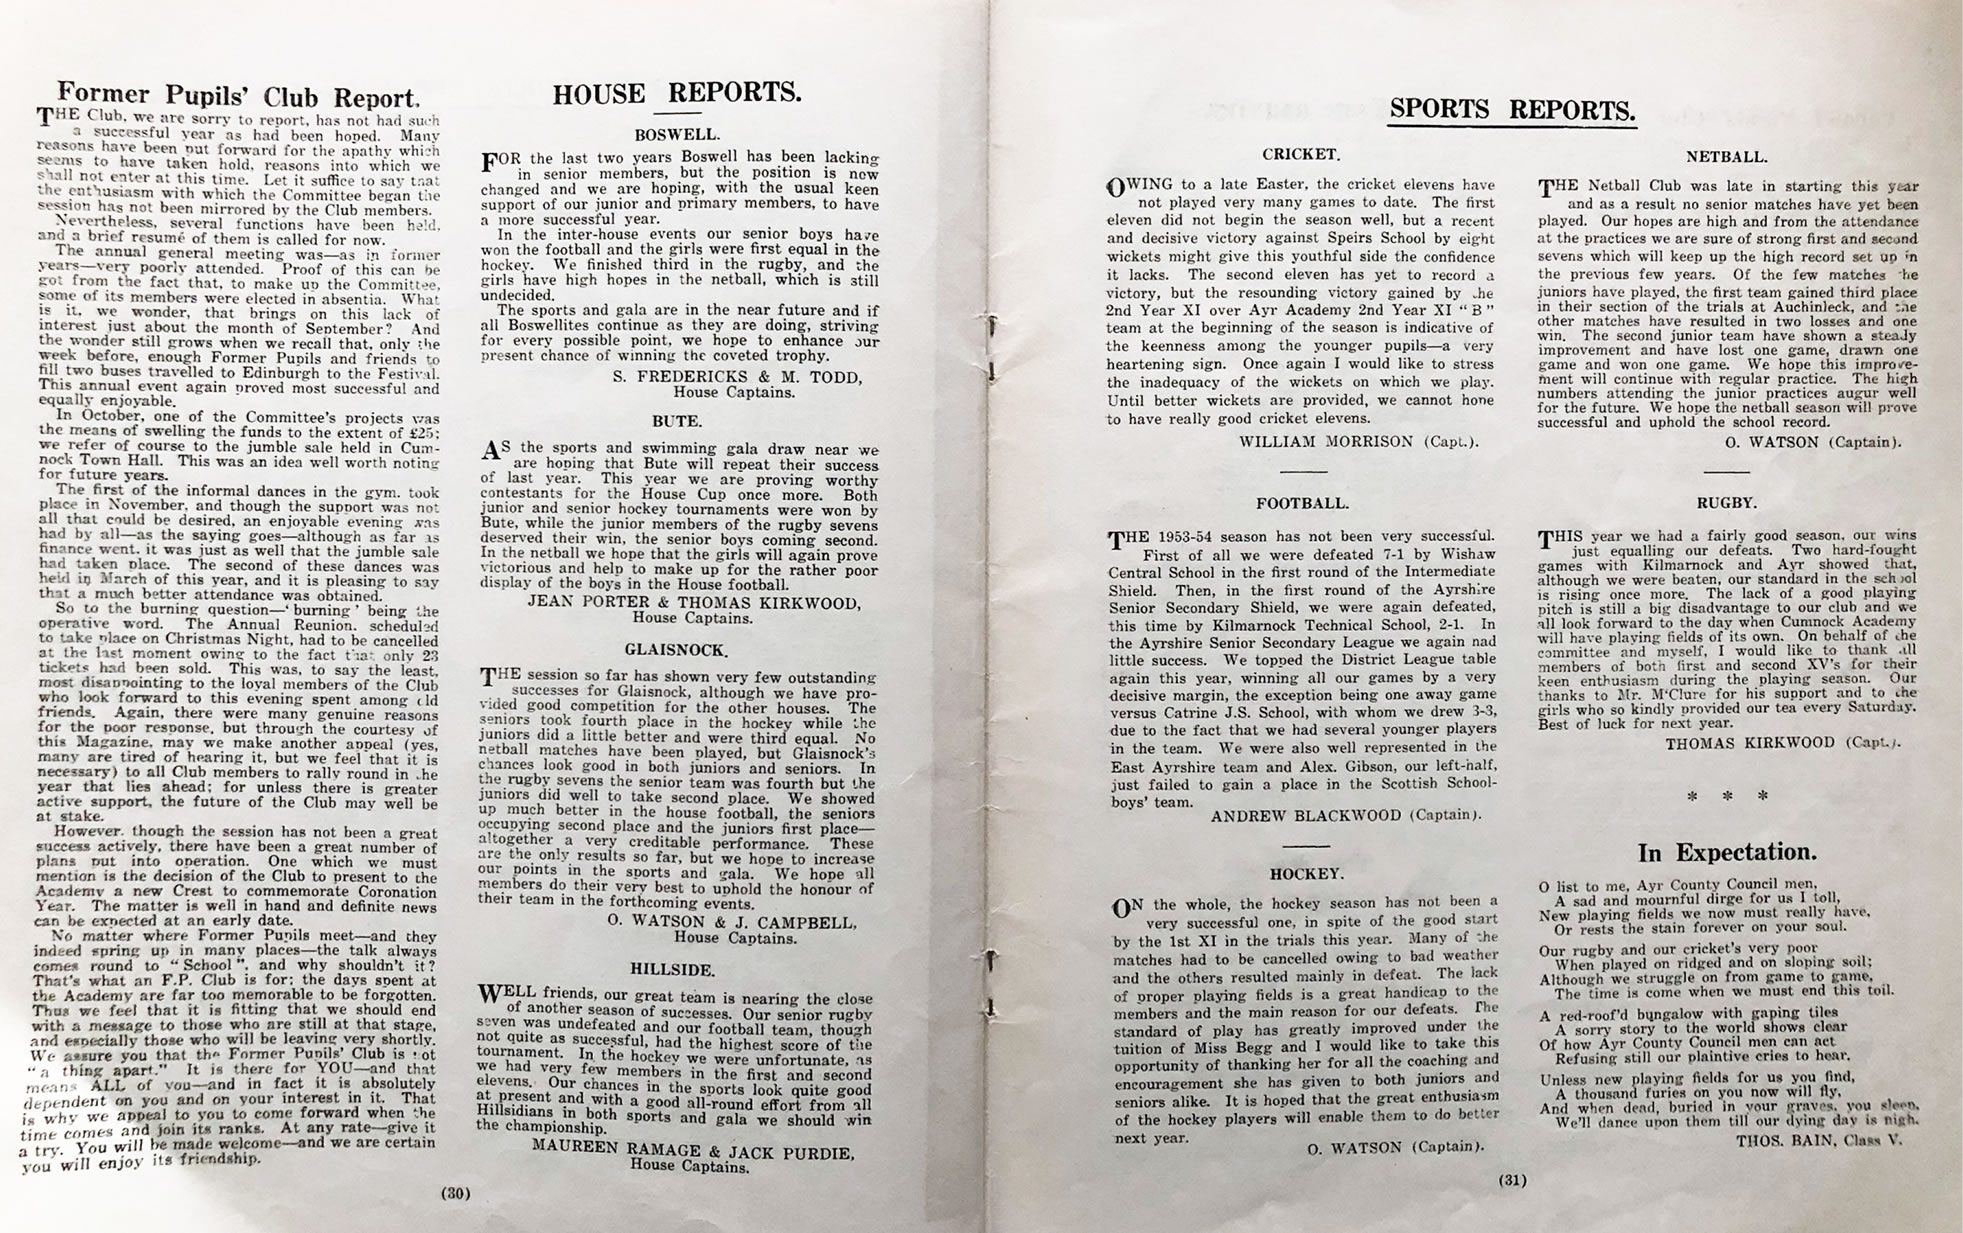 Former Pupils' Club Report.
THE Club, we are sorry to report, has not had such
a successful year as had been hoped. Many
reasons have been put forward for the apathy which
seems to have taken hold, reasons into which we
shall not enter at this time. Let it suffice to say that
the enthusiasm with which the Committee began the
session has not been mirrored by the Club members.
Nevertheless, several functions have been held,
and a brief resumé of them is called for now.
The annual general meeting was—as in former
years—very poorly attended. Proof of this can be
got from the fact that, to make up the Committee,
some of its members were elected in absentia. What
is it, we wonder, that brings on this lack of
interest just about the month of September? And
the wonder still grows when we recall that, only the
week before, enough Former Pupils and friends to
fill two buses travelled to Edinburgh to the Festival.
This annual event again proved most successful and
equally enjoyable.
In October, one of the Committee's projects was
the means of swelling the funds to the extent of £25;
we refer of course to the jumble sale held in Cum-
nock Town Hall. This was an idea well worth noting
for future years.
The first of the informal dances in the gym. took
place in November, and though the support was not
all that could be desired, an enjoyable evening was
had by all—as the saying goes—although as far as
finance went, it was just as well that the jumble sale
had taken place. The second of these dances was
held in March of this year, and it is pleasing to say
that a much better attendance was obtained.
So to the burning question—'burning' being the
operative word. The Annual Reunion, scheduled
to take place on Christmas Night, had to be cancelled
at the last moment owing to the fact that only 23
tickets had been sold. This was, to say the least,
most disappointing to the loyal members of the Club
who look forward to this evening spent among old
friends. Again, there were many genuine reasons
for the poor response, but through the courtesy of
this Magazine, may we make another appeal (yes,
many are tired of hearing it, but we feel that it is
necessary) to all Club members to rally round in the
year that lies ahead; for unless there is greater
active support, the future of the Club may well be
at stake.
However, though the session has not been a great
success actively, there have been a great number of
plans put into operation. One which we must
mention is the decision of the Club to present to the
Academy a new Crest to commemorate Coronation
Year. The matter is well in hand and definite news
can be expected at an early date.
No matter where Former Pupils meet—and they
indeed spring up in many places—the talk always
comes round to "School", and why shouldn't it?
That's what an F.P. Club is for; the days spent at
the Academy are far too memorable to be forgotten.
Thus we feel that it is fitting that we should end
with a message to those who are still at that stage,
and especially those who will be leaving very shortly.
We assure you that the Former Pupils' Club is not
"a thing apart." It is there for YOU—and that
means ALL of you—and in fact it is absolutely
dependent on you and on your interest in it. That
is why we appeal to you to come forward when the
time comes and join its ranks. At any rate—give it
a try. You will be made welcome—and we are certain
you will enjoy its friendship.
HOUSE REPORTS.
BOSWELL.
FOR the last two years Boswell has been lacking
in senior members, but the position is now
changed and we are hoping, with the usual keen
support of our junior and primary members, to have
a more successful year.
In the inter-house events our senior boys have
won the football and the girls were first equal in the
hockey. We finished third in the rugby, and the
girls have high hopes in the netball, which is still
undecided.
The sports and gala are in the near future and if
all Boswellites continue as they are doing, striving
for every possible point, we hope to enhance our
present chance of winning the coveted trophy.
S. FREDERICKS & M. TODD,
House Captains.
BUTE.
AS the sports and swimming gala draw near we
are hoping that Bute will repeat their success
of last year. This year we are proving worthy
contestants for the House Cup once more. Both
junior and senior hockey tournaments were won by
Bute, while the junior members of the rugby sevens
deserved their win, the senior boys coming second.
In the netball we hope that the girls will again prove
victorious and help to make up for the rather poor
display of the boys in the House football.
JEAN PORTER & THOMAS KIRKWOOD,
House Captains.
GLAISNOCK.
THE session so far has shown very few outstanding
successes for Glaisnock, although we have pro-
vided good competition for the other houses. The
seniors took fourth place in the hockey while the
juniors did a little better and were third equal. No
netball matches have been played, but Glaisnock's
chances look good in both juniors and seniors. In
the rugby sevens the senior team was fourth but the
juniors did well to take second place. We showed
up much better in the house football, the seniors
occupying second place and the juniors first place—
altogether a very creditable performance. These
are the only results so far, but we hope to increase
our points in the sports and gala. We hope all
members do their very best to uphold the honour of
their team in the forthcoming events.
O. WATSON & J. CAMPBELL,
House Captains.
HILLSIDE.
WELL friends, our great team is nearing the close
of another season of successes. Our senior rugby
seven was undefeated and our football team, though
not quite as successful, had the highest score of the
tournament. In the hockey we were unfortunate, as
we had very few members in the first and second
elevens. Our chances in the sports look quite good
at present and with a good all-round effort from all
Hillsidians in both sports and gala we should win
the championship.
MAUREEN RAMAGE & JACK PURDIE,
House Captains.
(30)
SPORTS REPORTS.
CRICKET.
OWING to a late Easter, the cricket elevens have
not played very many games to date. The first
eleven did not begin the season well, but a recent
and decisive victory against Speirs School by eight
wickets might give this youthful side the confidence
it lacks. The second eleven has yet to record a
victory, but the resounding victory gained by the
2nd Year XI over Ayr Academy 2nd Year XI "B"
team at the beginning of the season is indicative of
the keenness among the younger pupils—a very
heartening sign. Once again I would like to stress
the inadequacy of the wickets on which we play.
Until better wickets are provided, we cannot hope
to have really good cricket elevens.
WILLIAM MORRISON (Capt.).
FOOTBALL.
THE 1953-54 season has not been very successful.
First of all we were defeated 7-1 by Wishaw
Central School in the first round of the Intermediate
Shield. Then, in the first round of the Ayrshire
Senior Secondary Shield, we were again defeated,
this time by Kilmarnock Technical School, 2-1. In
the Ayrshire Senior Secondary League we again had
little success. We topped the District League table
again this year, winning all our games by a very
decisive margin, the exception being one away game
versus Catrine J.S. School, with whom we drew 3-3,
due to the fact that we had several younger players
in the team. We were also well represented in the
East Ayrshire team and Alex. Gibson, our left-half,
just failed to gain a place in the Scottish School-
boys' team.
ANDREW BLACKWOOD (Captain).
HOCKEY.
ON the whole, the hockey season has not been a
very successful one, in spite of the good start
by the 1st XI in the trials this year. Many of the
matches had to be cancelled owing to bad weather
and the others resulted mainly in defeat. The lack
of proper playing fields is a great handicap to the
members and the main reason for our defeats. The
standard of play has greatly improved under the
tuition of Miss Begg and I would like to take this
opportunity of thanking her for all the coaching and
encouragement she has given to both juniors and
seniors alike. It is hoped that the great enthusiasm
of the hockey players will enable them to do better
next year.
O. WATSON (Captain).
NETBALL.
THE Netball Club was late in starting this year
and as a result no senior matches have yet been
played. Our hopes are high and from the attendance
at the practices we are sure of strong first and second
sevens which will keep up the high record set up in
the previous few years. Of the few matches the
juniors have played, the first team gained third place
in their section of the trials at Auchinleck, and the
other matches have resulted in two losses and one
win. The second junior team have shown a steady
improvement and have lost one game, drawn one
game and won one game. We hope this improve-
ment will continue with regular practice. The high
numbers attending the junior practices augur well
for the future. We hope the netball season will prove
successful and uphold the school record.
O. WATSON (Captain).
RUGBY.
THIS year we had a fairly good season, our wins
just equalling our defeats. Two hard-fought
games with Kilmarnock and Ayr showed that,
although we were beaten, our standard in the school
is rising once more. The lack of a good playing
pitch is still a big disadvantage to our club and we
all look forward to the day when Cumnock Academy
will have playing fields of its own. On behalf of the
committee and myself, I would like to thank all
members of both first and second XV's for their
keen enthusiasm during the playing season. Our
thanks to Mr. M'Clure for his support and to the
girls who so kindly provided our tea every Saturday.
Best of luck for next year.
THOMAS KIRKWOOD (Capt.).
* * *
In Expectation.
O list to me, Ayr County Council men,
A sad and mournful dirge for us I toll,
New playing fields we now must really have,
Or rests the stain forever on your soul.
Our rugby and our cricket's very poor
When played on ridged and on sloping soil;
Although we struggle on from game to game,
The time is come when we must end this toil.
A red-roof'd bungalow with gaping tiles
A sorry story to the world shows clear
Of how Ayr County Council men can act
Refusing still our plaintive cries to hear.
Unless new playing fields for us you find,
A thousand furies on you now will fly,
And when dead, buried in your graves, you sleep,
We'll dance upon them till our dying day is nigh.
THOS. BAIN, Class V.
(31)